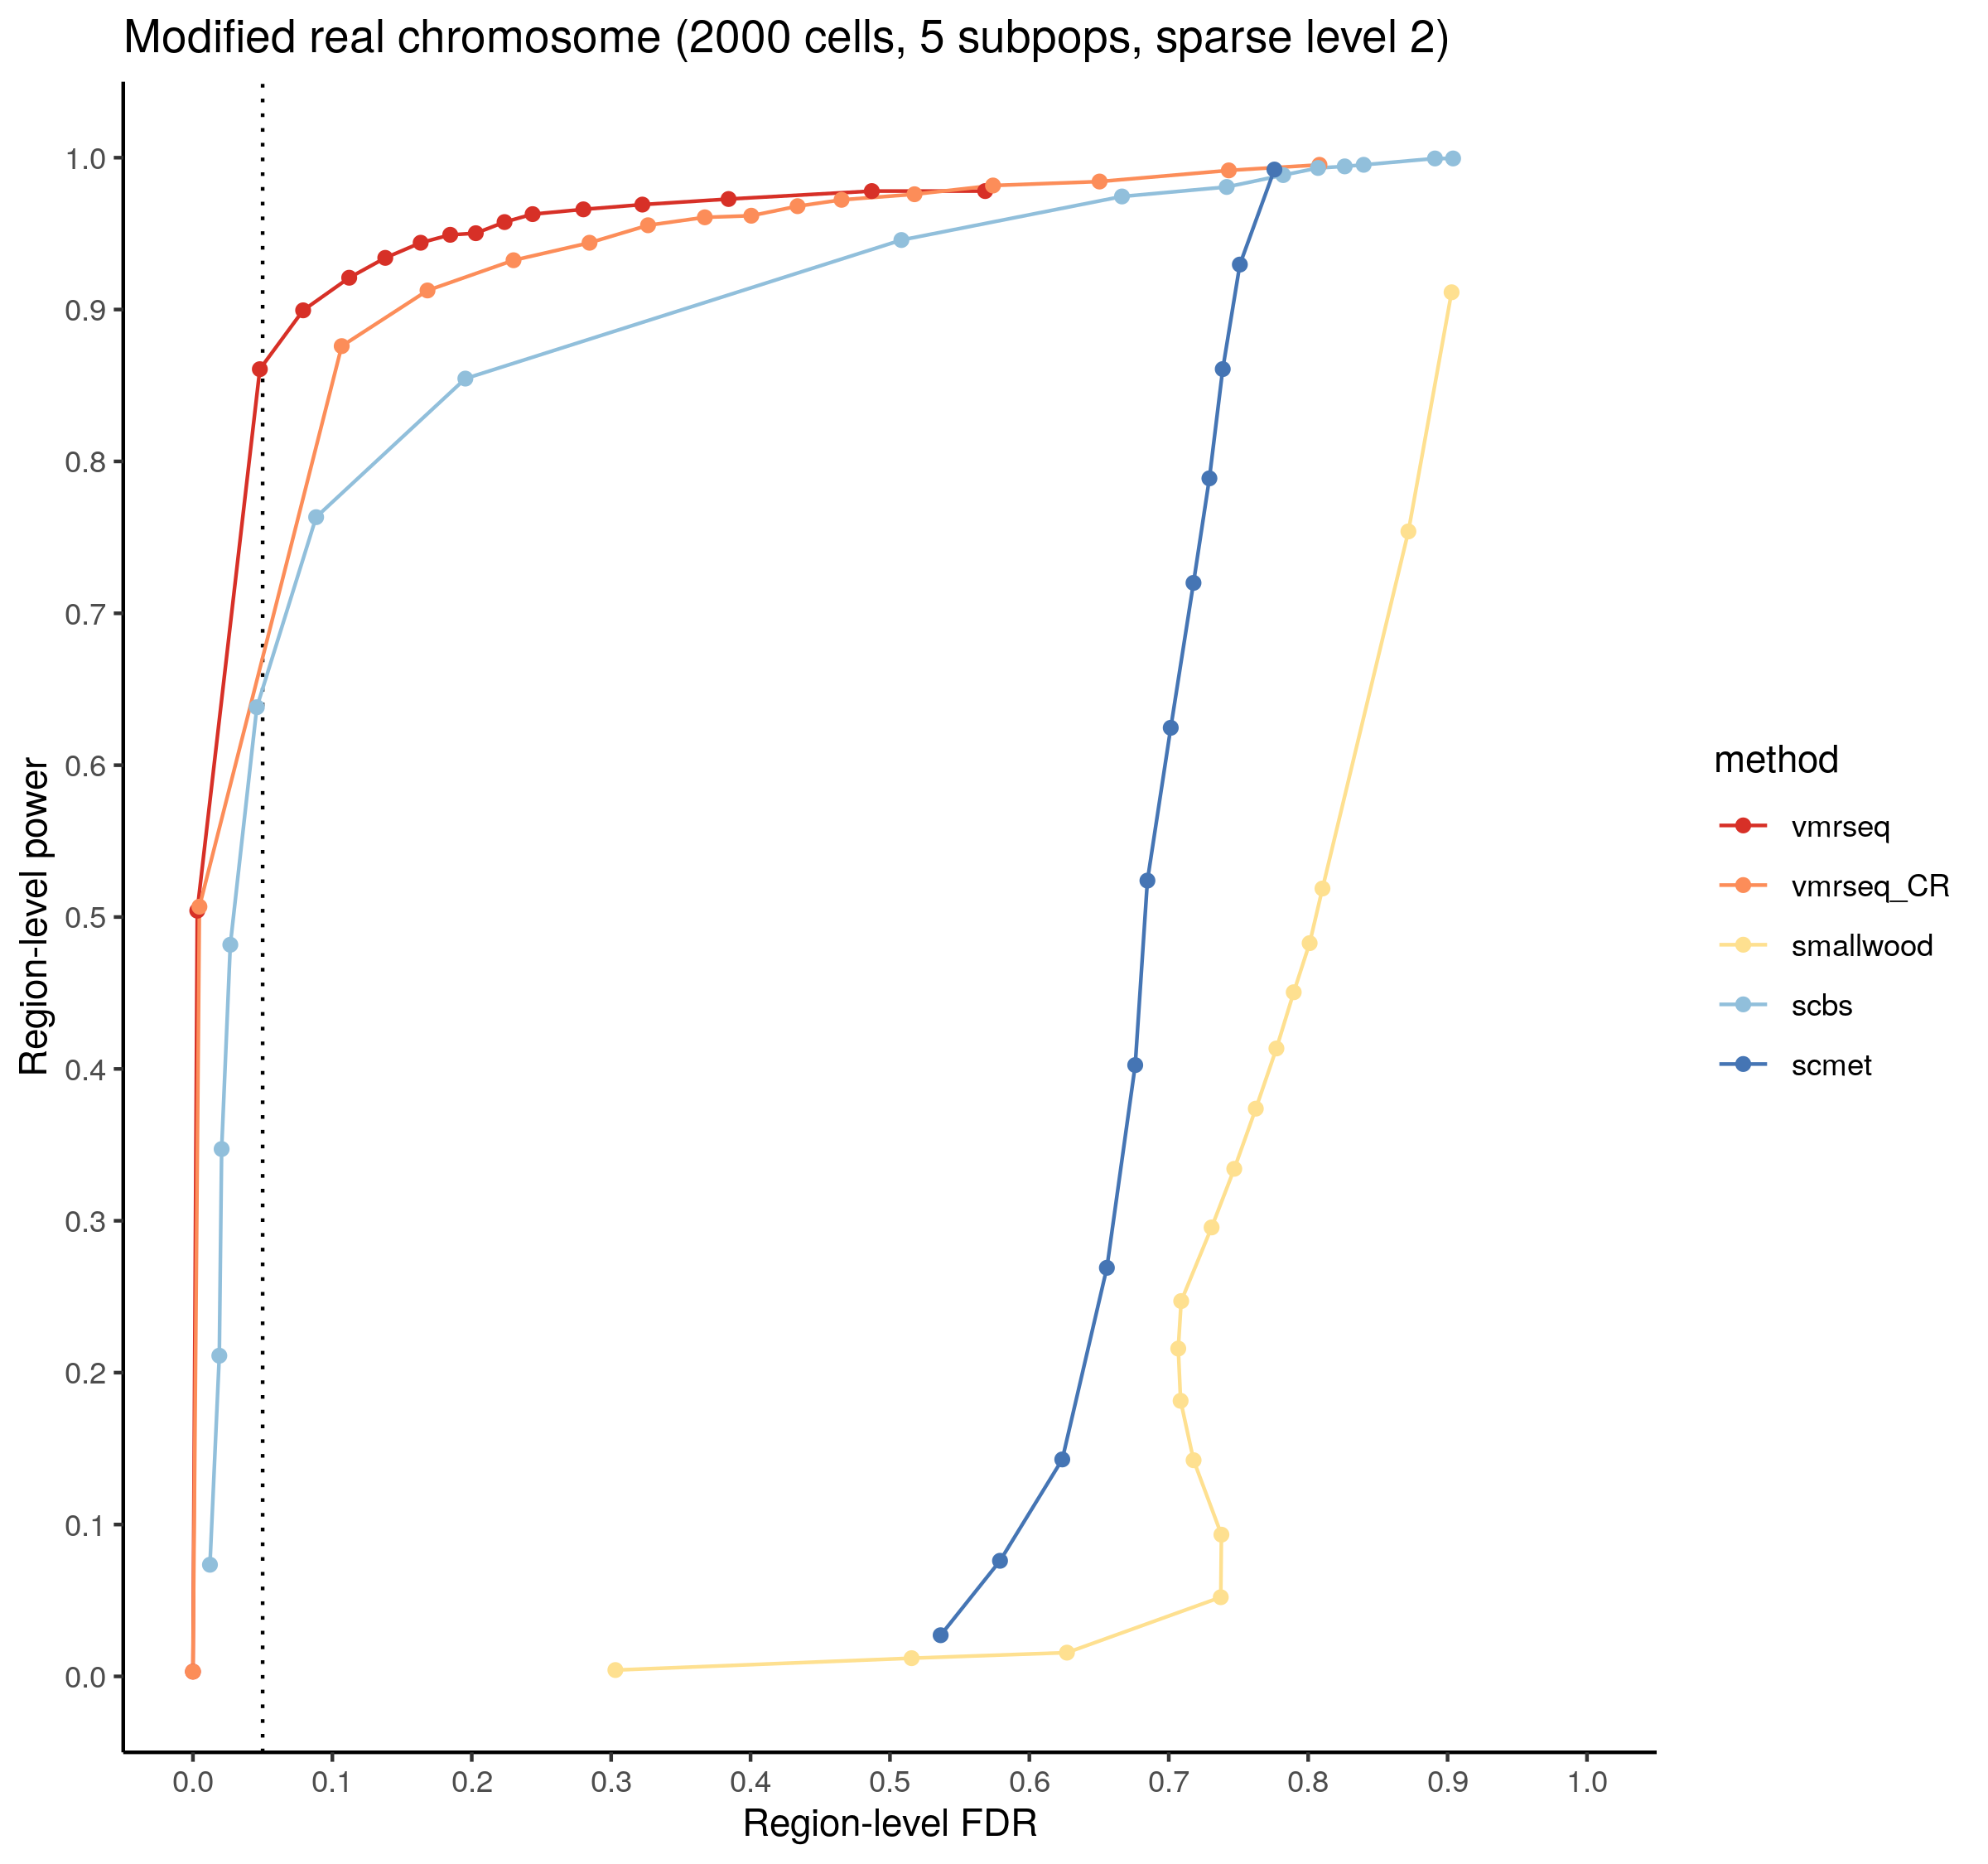 Modified real chromosome (2000 cells, 5 subpops, sparse level 2)
Region-level power
1.0
0.9
0.8
0.7
0.6
0.5
0.4
0.3
0.2
0.1
0.0
0.0 0.1 0.2 0.3 0.4 0.5 0.6 0.7 0.8 0.9 1.0
Region-level FDR
method
vmrseq
vmrseq_CR
smallwood
scbs
scmet